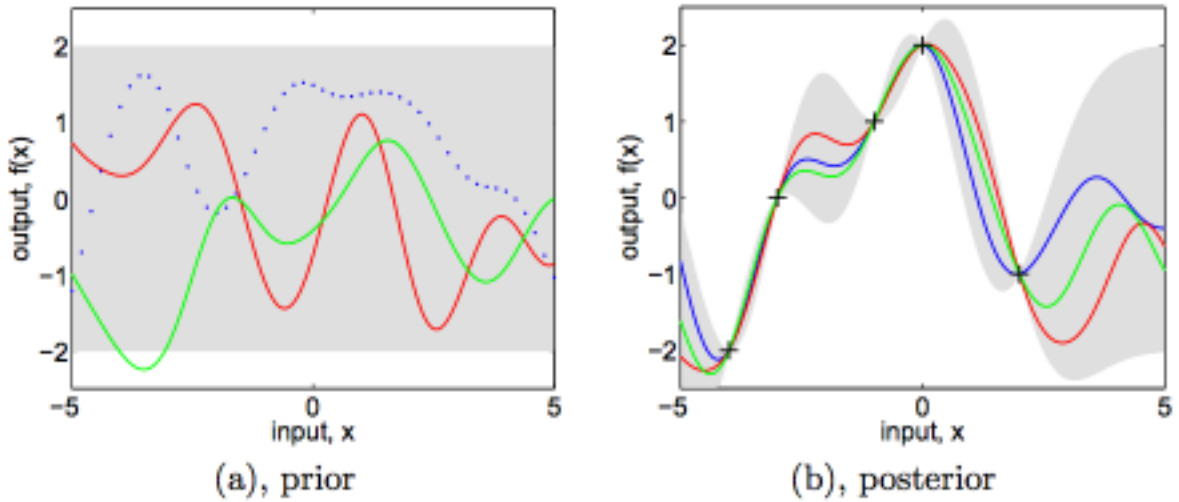 2
1
0
−1
−2
output, f(x)
−5
0
5
input, x
(a), prior
2
1
0
−1
−2
output, f(x)
−5
0
5
input, x
(b), posterior